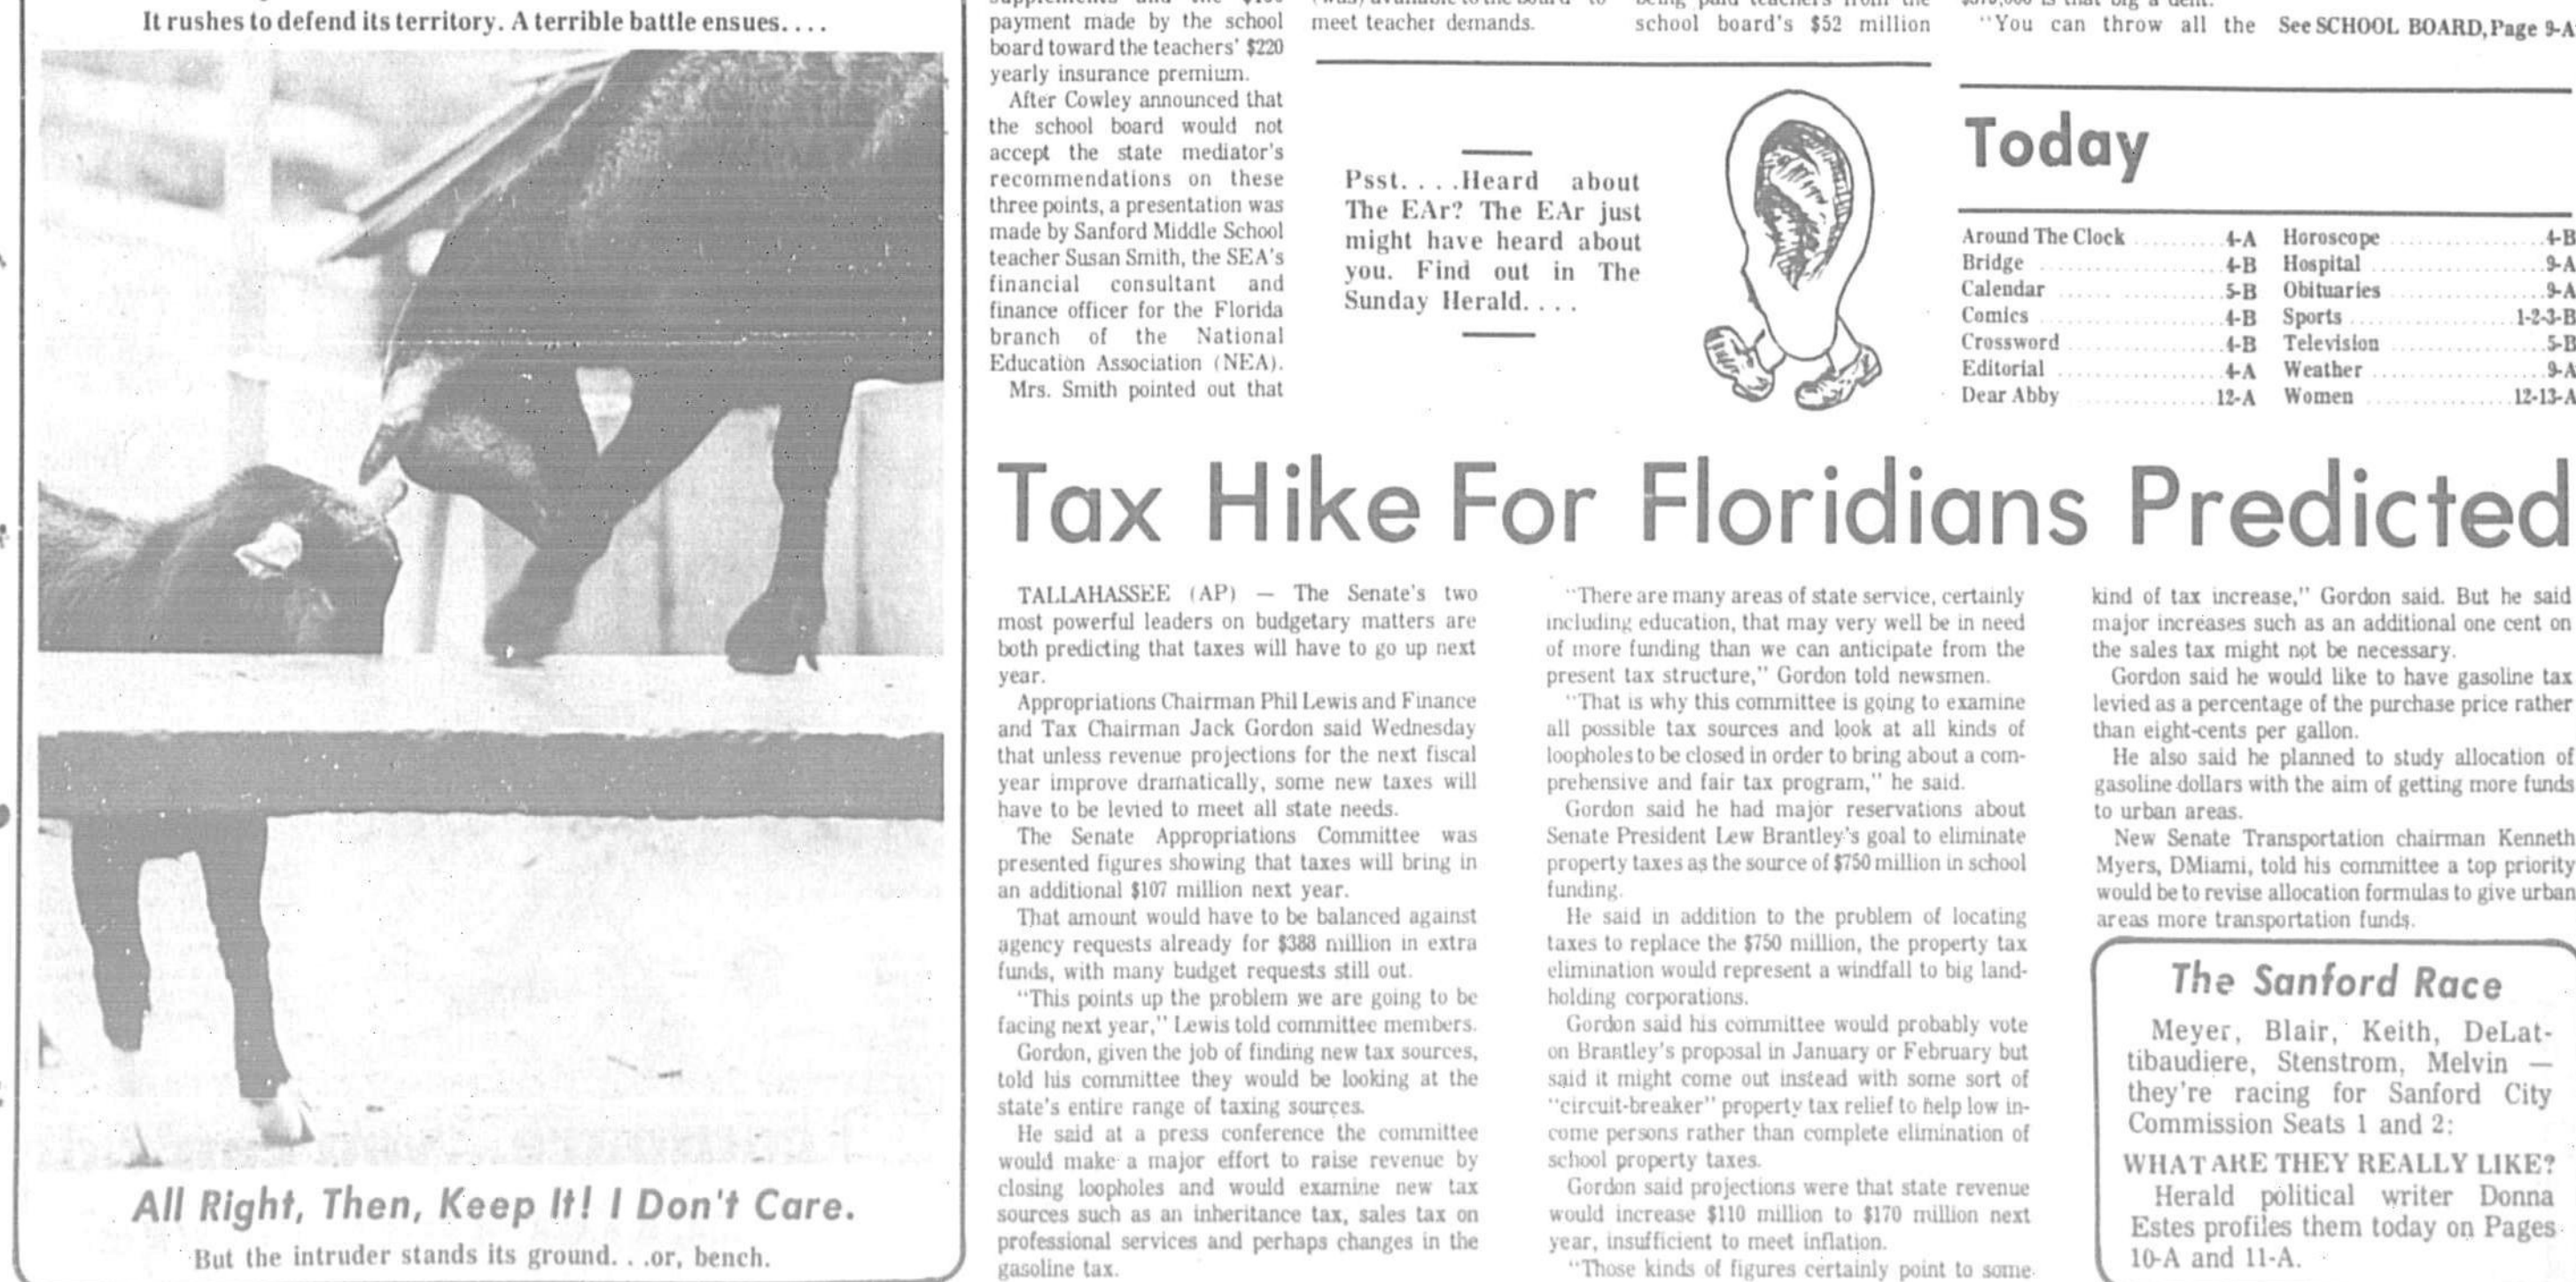 It rushes to defend its territory. A terrible battle ensues. . . .
All Right, Then, Keep It! I Don't Care.
But the intruder stands its ground. . .or, bench.
payment made by the school
board toward the teachers' $220
yearly insurance premium.
After Cowley announced that
the school board would not
accept the state mediator's
recommendations on these
three points, a presentation was
made by Sanford Middle School
teacher Susan Smith, the SEA's
financial consultant and
finance officer for the Florida
branch of the National
Education Association (NEA).
Mrs. Smith pointed out that
meet teacher demands.
school board's $52 million
"You can throw all the
See SCHOOL BOARD, Page 9-A
Psst. . . .Heard about
The EAr? The EAr just
might have heard about
you. Find out in The
Sunday Herald. . . .
Today
Around The Clock 4-A
Bridge 4-B
Calendar 5-B
Comics 4-B
Crossword 4-B
Editorial 4-A
Dear Abby 12-A
Horoscope 4-B
Hospital 9-A
Obituaries 9-A
Sports 1-2-3-B
Television 5-B
Weather 9-A
Women 12-13-A
Tax Hike For Floridians Predicted
TALLAHASSEE (AP) — The Senate's two
most powerful leaders on budgetary matters are
both predicting that taxes will have to go up next
year.
Appropriations Chairman Phil Lewis and Finance
and Tax Chairman Jack Gordon said Wednesday
that unless revenue projections for the next fiscal
year improve dramatically, some new taxes will
have to be levied to meet all state needs.
The Senate Appropriations Committee was
presented figures showing that taxes will bring in
an additional $107 million next year.
That amount would have to be balanced against
agency requests already for $388 million in extra
funds, with many budget requests still out.
"This points up the problem we are going to be
facing next year," Lewis told committee members.
Gordon, given the job of finding new tax sources,
told his committee they would be looking at the
state's entire range of taxing sources.
He said at a press conference the committee
would make a major effort to raise revenue by
closing loopholes and would examine new tax
sources such as an inheritance tax, sales tax on
professional services and perhaps changes in the
gasoline tax.
"There are many areas of state service, certainly
including education, that may very well be in need
of more funding than we can anticipate from the
present tax structure," Gordon told newsmen.
"That is why this committee is going to examine
all possible tax sources and look at all kinds of
loopholes to be closed in order to bring about a com-
prehensive and fair tax program," he said.
Gordon said he had major reservations about
Senate President Lew Brantley's goal to eliminate
property taxes as the source of $750 million in school
funding.
He said in addition to the problem of locating
taxes to replace the $750 million, the property tax
elimination would represent a windfall to big land-
holding corporations.
Gordon said his committee would probably vote
on Brantley's proposal in January or February but
said it might come out instead with some sort of
"circuit-breaker" property tax relief to help low in-
come persons rather than complete elimination of
school property taxes.
Gordon said projections were that state revenue
would increase $110 million to $170 million next
year, insufficient to meet inflation.
"Those kinds of figures certainly point to some
kind of tax increase," Gordon said. But he said
major increases such as an additional one cent on
the sales tax might not be necessary.
Gordon said he would like to have gasoline tax
levied as a percentage of the purchase price rather
than eight-cents per gallon.
He also said he planned to study allocation of
gasoline dollars with the aim of getting more funds
to urban areas.
New Senate Transportation chairman Kenneth
Myers, DMiami, told his committee a top priority
would be to revise allocation formulas to give urban
areas more transportation funds.
The Sanford Race
Meyer, Blair, Keith, DeLat-
tibaudiere, Stenstrom, Melvin —
they're racing for Sanford City
Commission Seats 1 and 2:
WHAT ARE THEY REALLY LIKE?
Herald political writer Donna
Estes profiles them today on Pages
10-A and 11-A.